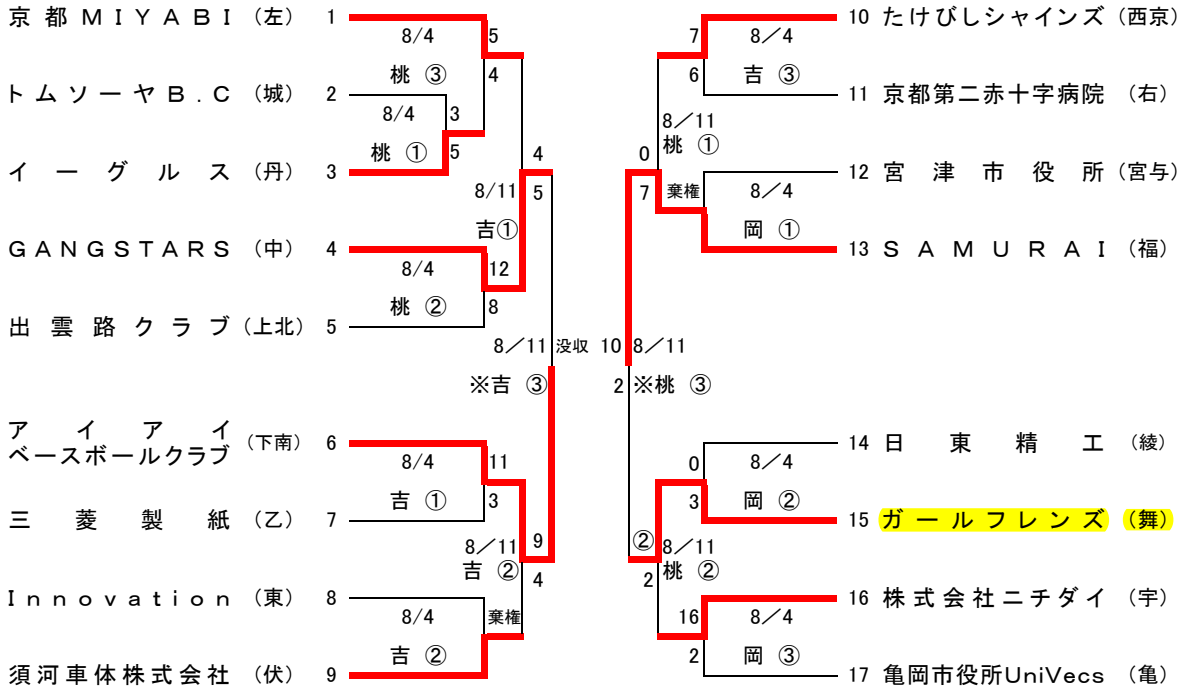 京都MIYABI (左) 1
8/4
桃 ③
5
4
トムソーヤB.C (城) 2
8/4
桃 ①
3
5
イーグルス (丹) 3
4
5
8/11
吉①
GANGSTARS (中) 4
8/4
桃 ②
12
8
出雲路クラブ (上北) 5
8/11 没収
※吉 ③
アイアイ
ベースボールクラブ (下南) 6
8/4
吉 ①
11
3
三菱製紙 (乙) 7
8/11
吉 ②
9
4
Innovation (東) 8
8/4
吉 ②
棄権
須河車体株式会社 (伏) 9
10 たけびしシャインズ (西京)
7
6
8/4
吉 ③
11 京都第二赤十字病院 (右)
8/11
桃 ①
0
7
12 宮津市役所 (宮与)
棄権
8/4
岡 ①
13 SAMURAI (福)
10 8/11
2 ※桃 ③
14 日東精工 (綾)
0
3
8/4
岡 ②
15 ガールフレンズ (舞)
② 8/11
2 桃 ②
16 株式会社ニチダイ (宇)
16
2
8/4
岡 ③
17 亀岡市役所UniVecs (亀)